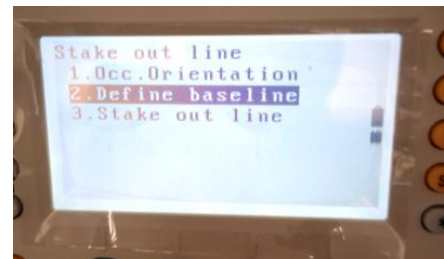 Stake out line
1.Occ.Orientation
2.Define baseline
3.Stake out line